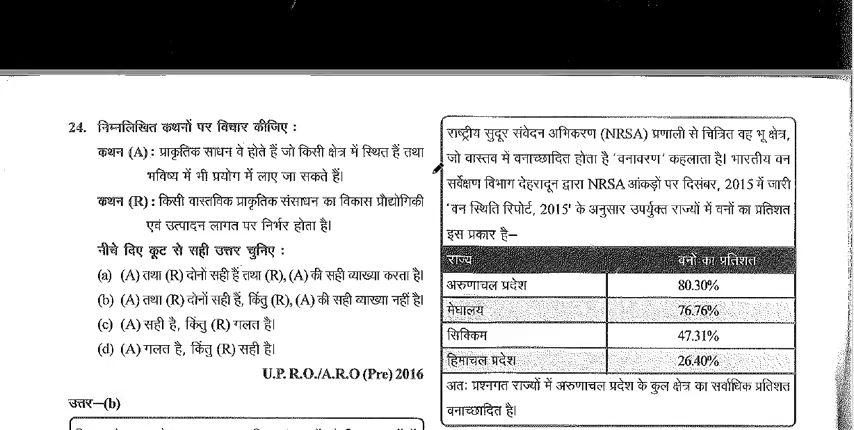 24. निम्नलिखित कथनों पर विचार कीजिए :
कथन (A) : प्राकृतिक साधन वे होते हैं जो किसी क्षेत्र में स्थित हैं तथा
भविष्य में भी प्रयोग में लाए जा सकते हैं।
कथन (R) : किसी वास्तविक प्राकृतिक संसाधन का विकास प्रौद्योगिकी
एवं उत्पादन लागत पर निर्भर होता है।
नीचे दिए कूट से सही उत्तर चुनिए :
(a) (A) तथा (R) दोनो सही हैं तथा (R), (A) की सही व्याख्या करता है।
(b) (A) तथा (R) दोनों सही हैं, किंतु (R), (A) की सही व्याख्या नहीं है।
(c) (A) सही है, किंतु (R) गलत है।
(d) (A) गलत है, किंतु (R) सही है।
U.P. R.O./A.R.O (Pre) 2016
उत्तर—(b)
राष्ट्रीय सुदूर संवेदन अभिकरण (NRSA) प्रणाली से चित्रित वह भू क्षेत्र,
जो वास्तव में वनाच्छादित होता है 'वनावरण' कहलाता है। भारतीय वन
सर्वेक्षण विभाग देहरादून द्वारा NRSA आंकड़ों पर दिसंबर, 2015 में जारी
'वन स्थिति रिपोर्ट, 2015' के अनुसार उपर्युक्त राज्यों में वनों का प्रतिशत
इस प्रकार है—
राज्य वनों का प्रतिशत
अरुणाचल प्रदेश 80.30%
मेघालय 76.76%
सिक्किम 47.31%
हिमाचल प्रदेश 26.40%
अतः प्रश्नगत राज्यों में अरुणाचल प्रदेश के कुल क्षेत्र का सर्वाधिक प्रतिशत
वनाच्छादित है।